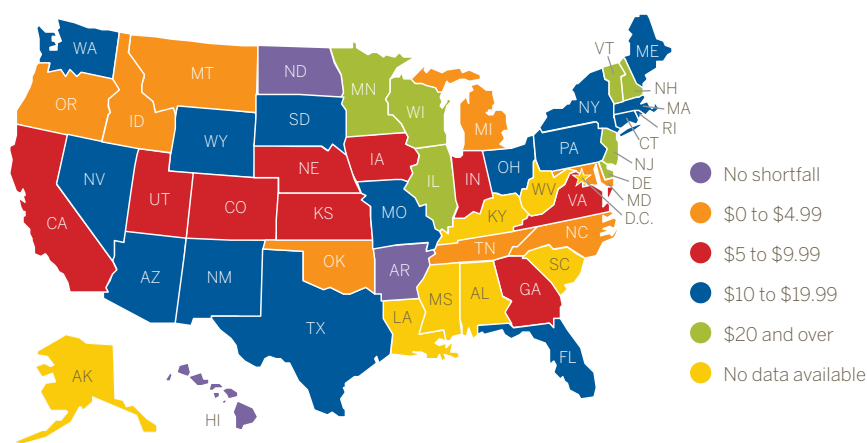 WA
MT
ND
MN
VT
ME
OR
ID
WY
SD
WI
MI
NY
NH
MA
RI
CT
NV
UT
CO
NE
KS
IA
IL
IN
OH
PA
NJ
DE
MD
D.C.
CA
AZ
NM
OK
MO
AR
KY
WV
VA
TN
NC
SC
TX
LA
MS
AL
GA
FL
AK
HI
No shortfall
$0 to $4.99
$5 to $9.99
$10 to $19.99
$20 and over
No data available